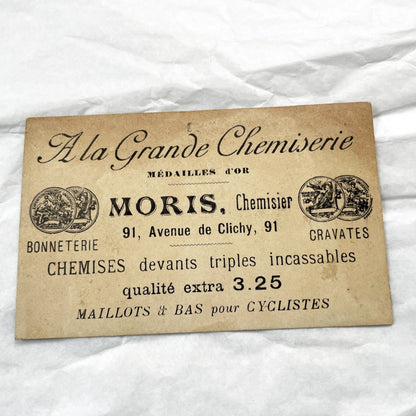 A la Grande Chemiserie
MÉDAILLES d'OR
MORIS, Chemisier
91, Avenue de Clichy, 91
BONNETERIE
CRAVATES
CHEMISES devants triples incassables
qualité extra 3.25
MAILLOTS & BAS pour CYCLISTES